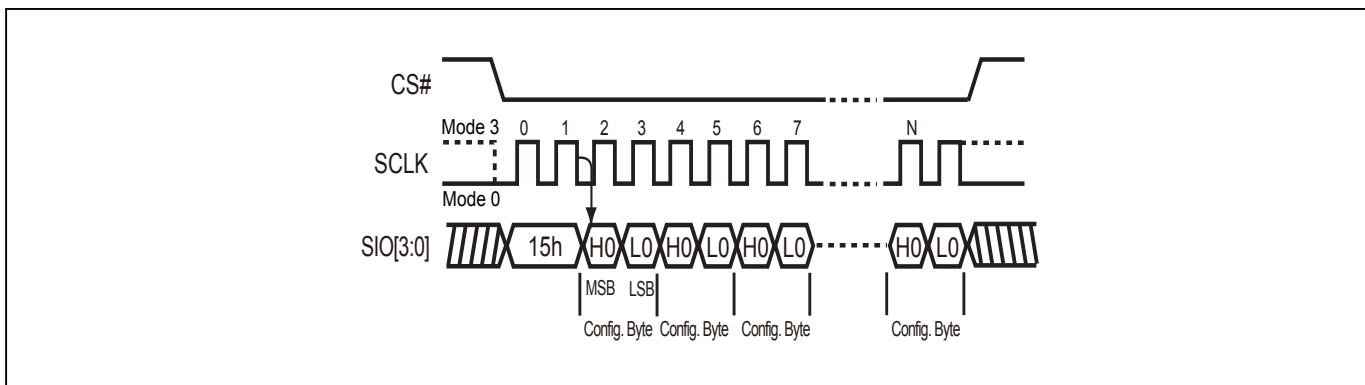 CS#
Mode 3 0 1 2 3 4 5 6 7 N
SCLK
Mode 0
SIO[3:0] 15h H0 L0 H0 L0 H0 L0 H0 L0
MSB LSB
Config. Byte Config. Byte Config. Byte Config. Byte